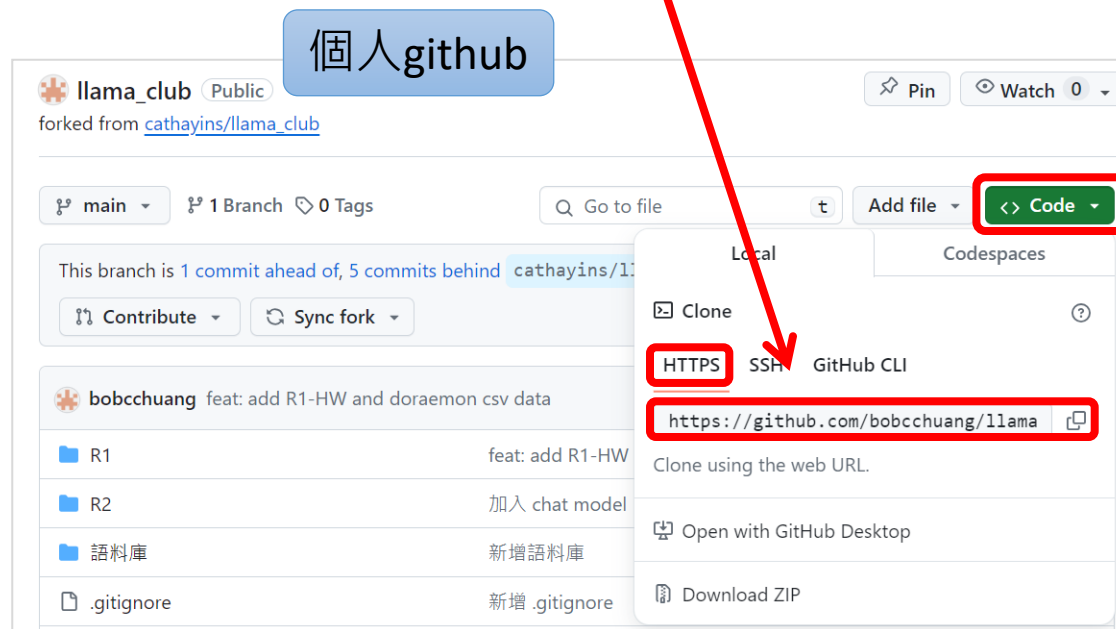 個人github
llama_club Public
Pin
Watch 0
forked from cathayins/llama_club
main
1 Branch
0 Tags
Go to file
t
Add file
<> Code
Local
Codespaces
This branch is 1 commit ahead of, 5 commits behind cathayins/ll
Contribute
Sync fork
Clone
HTTPS
SSH
GitHub CLI
https://github.com/bobcchuang/llama
Clone using the web URL.
Open with GitHub Desktop
Download ZIP
bobcchuang feat: add R1-HW and doraemon csv data
R1 feat: add R1-HW
R2 加入 chat model
語料庫 新增語料庫
.gitignore 新增 .gitignore